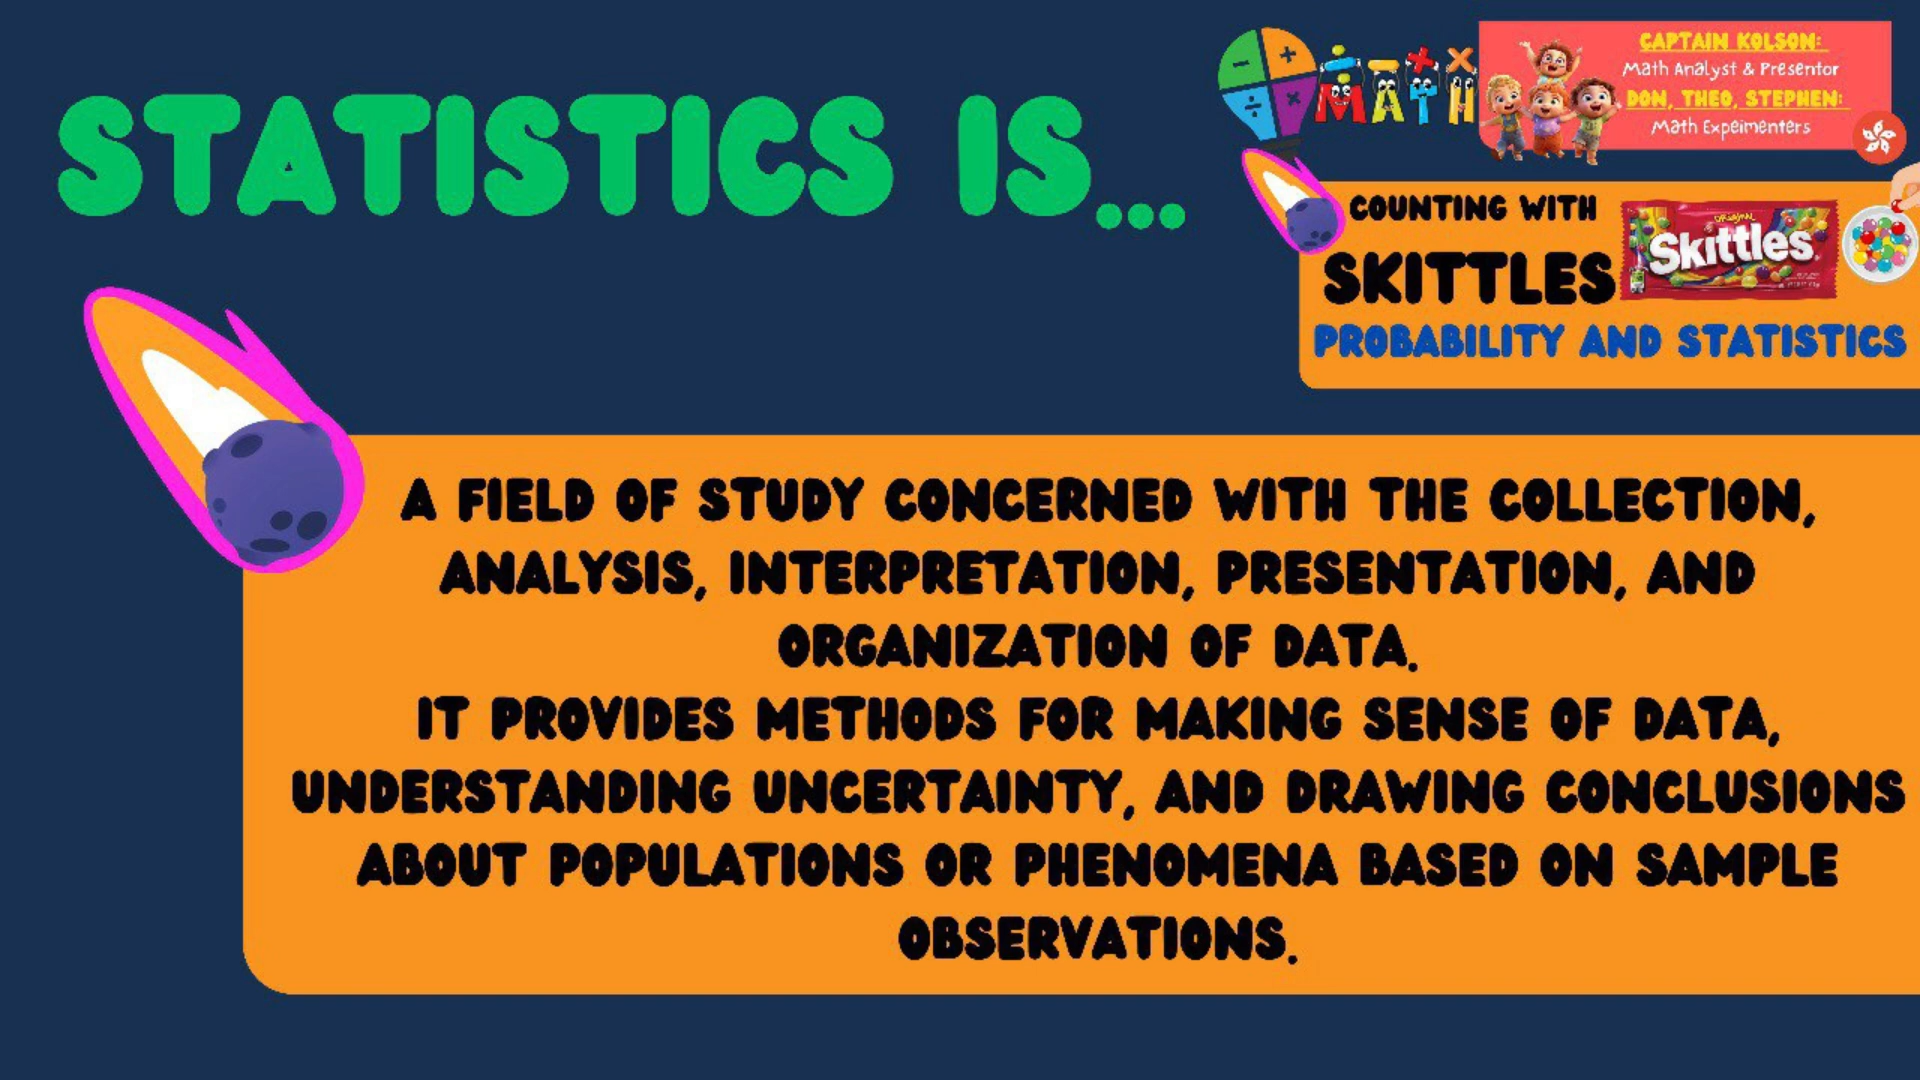 STATISTICS IS...
MATH
CAPTAIN KOLSON:
Math Analyst & Presentor
DON, THEO, STEPHEN:
Math Expeimenters
COUNTING WITH
SKITTLES
ORIGINAL
Skittles
PROBABILITY AND STATISTICS
A FIELD OF STUDY CONCERNED WITH THE COLLECTION,
ANALYSIS, INTERPRETATION, PRESENTATION, AND
ORGANIZATION OF DATA.
IT PROVIDES METHODS FOR MAKING SENSE OF DATA,
UNDERSTANDING UNCERTAINTY, AND DRAWING CONCLUSIONS
ABOUT POPULATIONS OR PHENOMENA BASED ON SAMPLE
OBSERVATIONS.